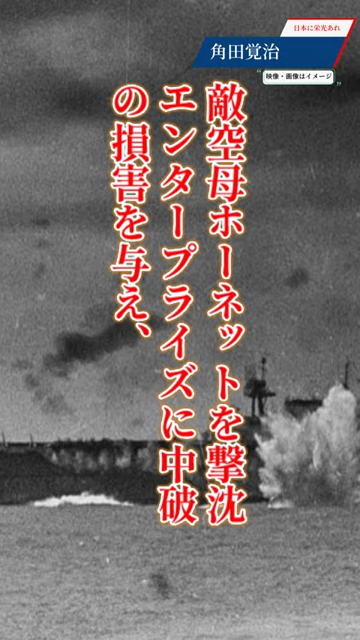 日本に栄光あれ
角田覚治
“映像・画像はイメージ”
敵空母ホーネットを撃沈
エンタープライズに中破
の損害を与え、